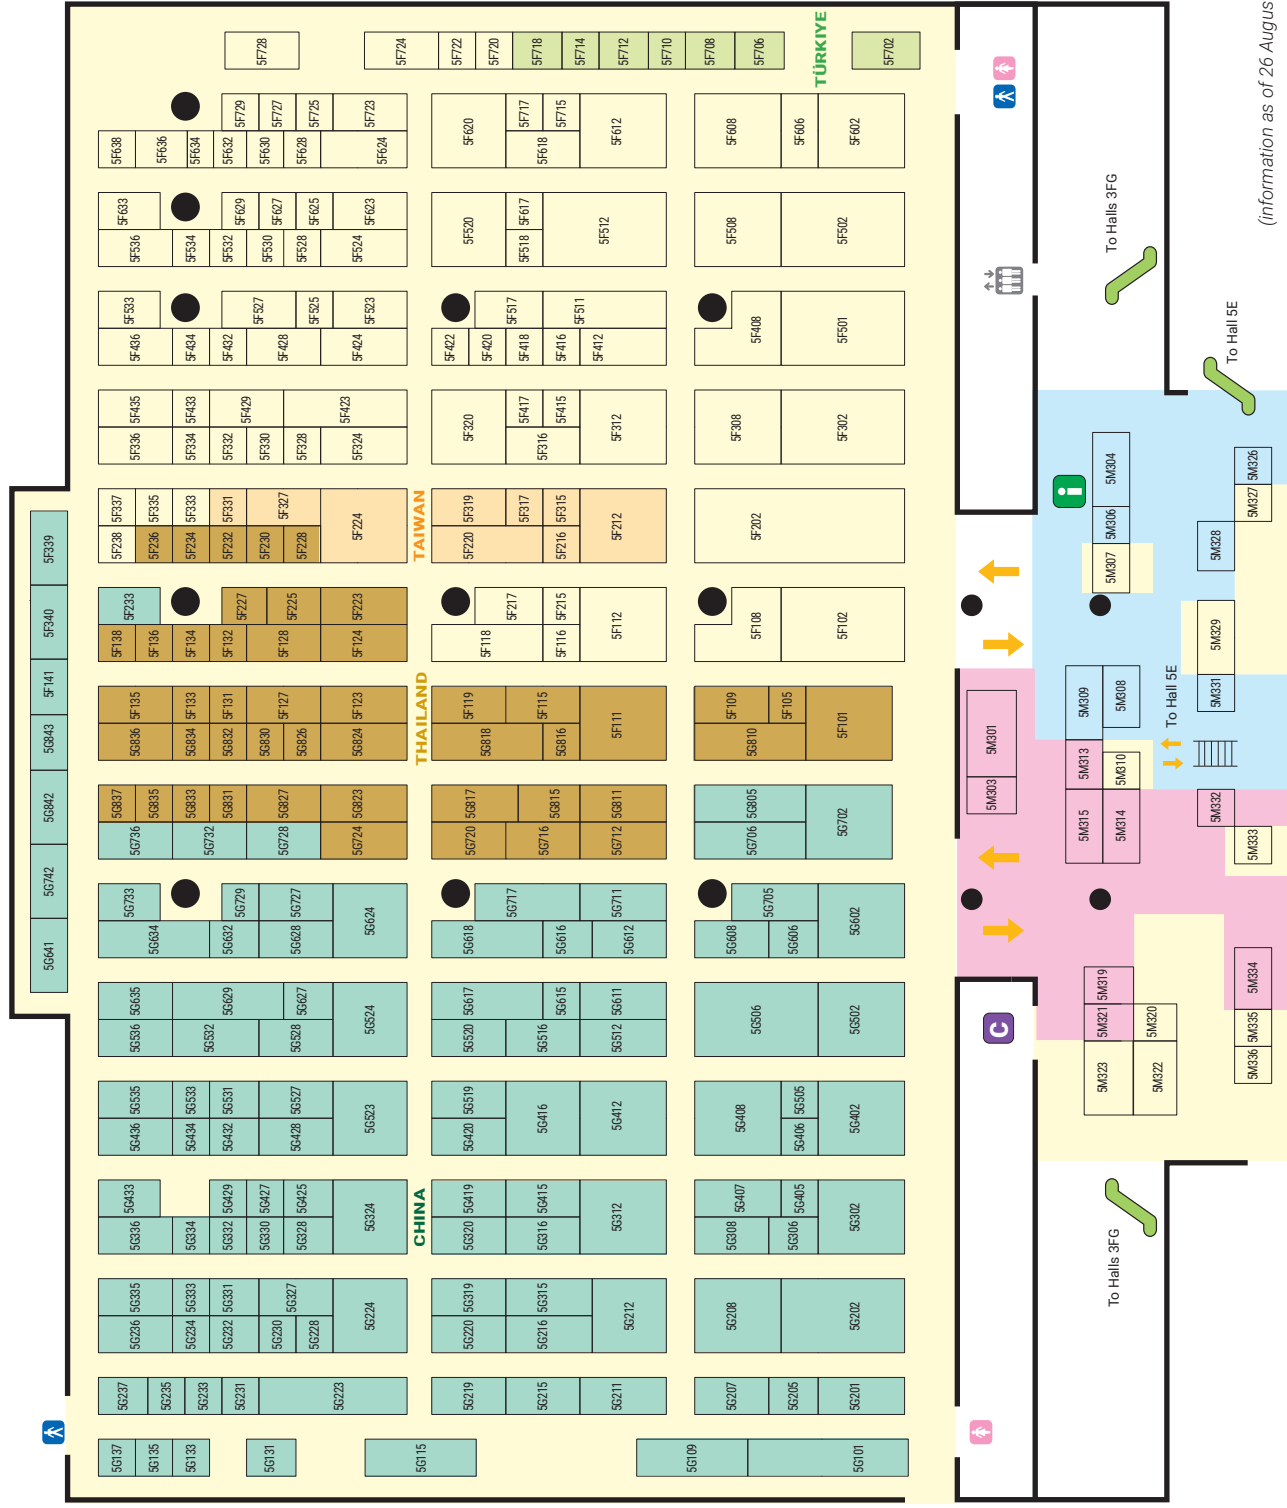 (information as of 26 Augus
5F728
5F724
5F722
5F720
5F718
5F714
5F712
5F710
5F708
5F706
TÜRKIYE
5F702
5F729
5F727
5F725
5F723
5F638
5F636
5F634
5F632
5F630
5F628
5F624
5F620
5F717
5F715
5F618
5F612
5F608
5F606
5F602
5F633
5F629
5F627
5F625
5F623
5F536
5F534
5F532
5F530
5F528
5F524
5F520
5F617
5F518
5F512
5F508
5F502
To Halls 3FG
5F533
5F527
5F525
5F523
5F436
5F434
5F432
5F428
5F424
5F517
5F511
5F422
5F420
5F418
5F416
5F412
5F408
5F501
To Hall 5E
5F435
5F433
5F429
5F423
5F336
5F334
5F332
5F330
5F328
5F324
5F320
5F417
5F415
5F316
5F312
5F308
5F302
5F337
5F335
5F333
5F331
5F327
5F224
5F238
5F236
5F234
5F232
5F230
5F228
TAIWAN
5F319
5F317
5F315
5F220
5F216
5F212
5F202
5F339
5F340
5F141
5G843
5G842
5G742
5G641
5F233
5F227
5F225
5F223
5F138
5F136
5F134
5F132
5F128
5F124
5F217
5F215
5F118
5F116
5F112
5F108
5F102
5F135
5F133
5F131
5F127
5F123
5G836
5G834
5G832
5G830
5G826
5G824
THAILAND
5F119
5F115
5G818
5G816
5F111
5F109
5F105
5G810
5F101
5G837
5G835
5G833
5G831
5G827
5G823
5G736
5G732
5G728
5G724
5G817
5G815
5G811
5G720
5G716
5G712
5G805
5G706
5G702
5G733
5G729
5G727
5G634
5G632
5G628
5G624
5G717
5G711
5G618
5G616
5G612
5G705
5G608
5G606
5G602
5G635
5G629
5G627
5G536
5G532
5G528
5G524
5G617
5G615
5G611
5G520
5G516
5G512
5G506
5G502
5G535
5G533
5G531
5G527
5G436
5G434
5G432
5G428
5G523
5G519
5G420
5G416
5G412
5G408
5G505
5G406
5G402
5G433
5G429
5G427
5G425
5G336
5G334
5G332
5G330
5G328
5G324
CHINA
5G419
5G415
5G320
5G316
5G312
5G407
5G405
5G308
5G306
5G302
5G335
5G333
5G331
5G327
5G236
5G234
5G232
5G230
5G228
5G224
5G319
5G315
5G220
5G216
5G212
5G208
5G202
5G237
5G235
5G233
5G231
5G223
5G219
5G215
5G211
5G207
5G205
5G201
5G137
5G135
5G133
5G131
5G115
5G109
5G101
5M304
5M306
5M307
5M326
5M327
5M328
5M329
5M331
To Hall 5E
5M309
5M308
5M301
5M303
5M313
5M310
5M315
5M314
5M332
5M333
5M319
5M321
5M320
5M323
5M322
5M334
5M335
5M336
i
C
To Halls 3FG